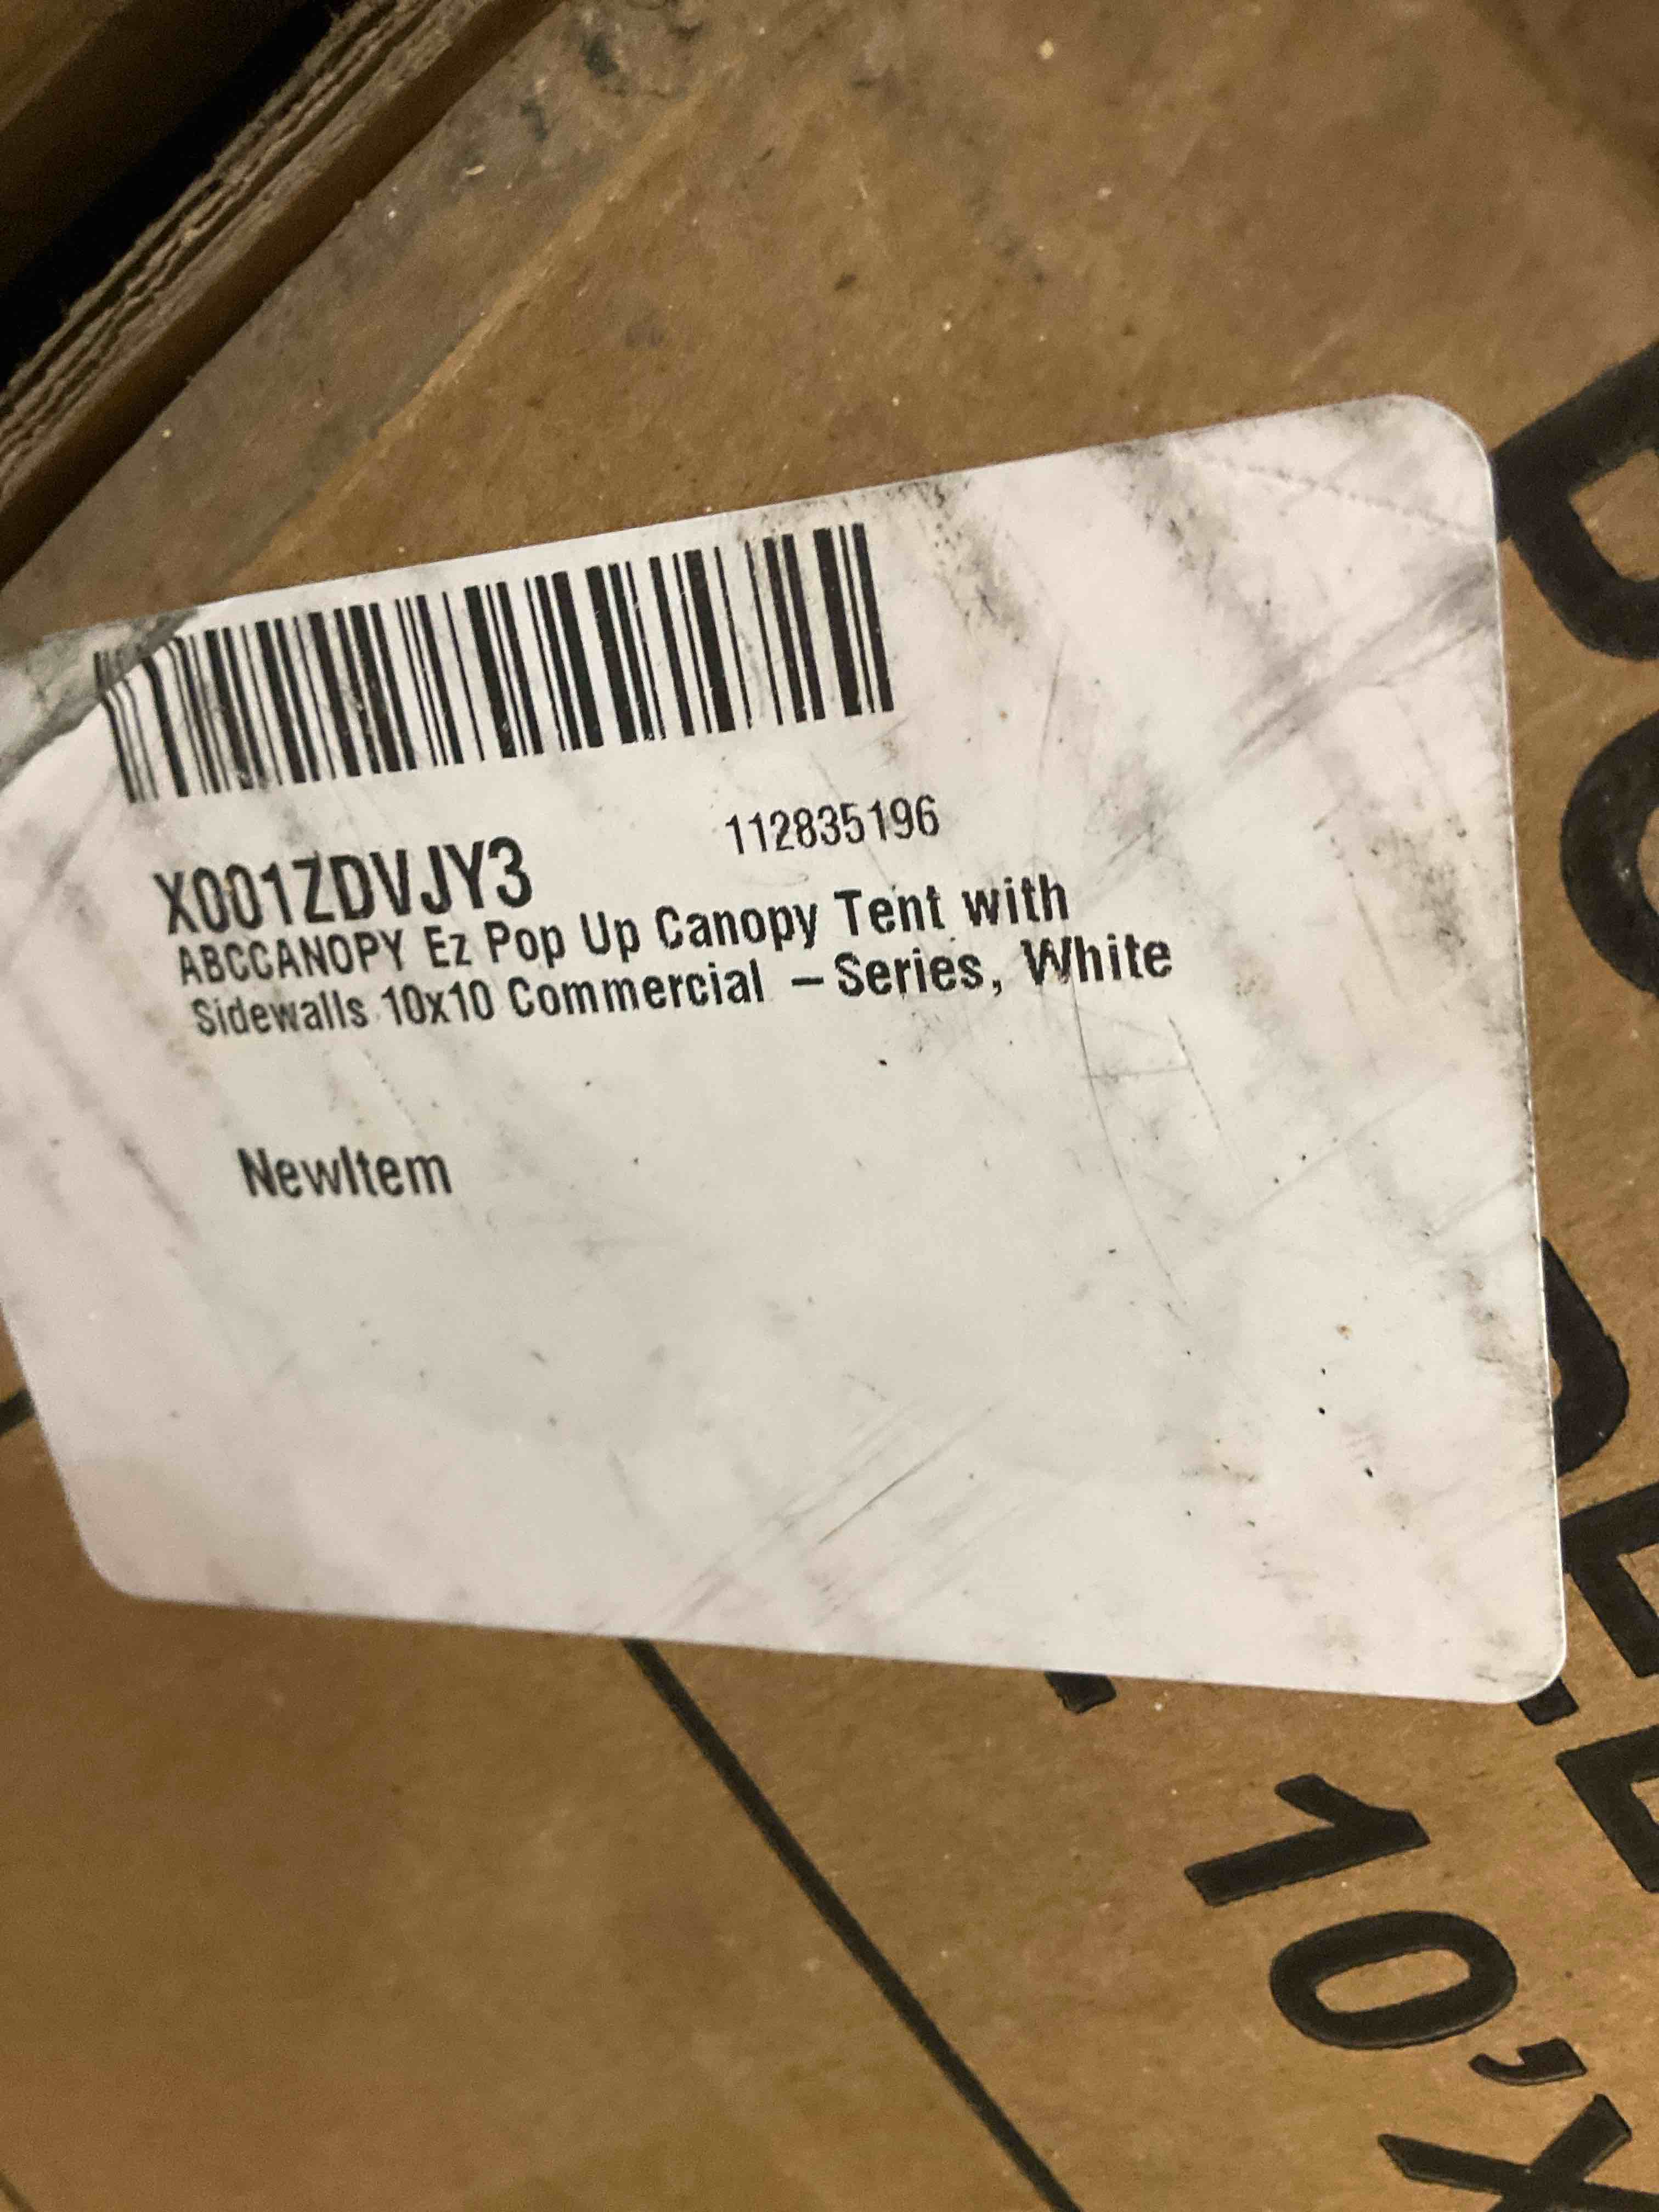 X001ZDVJY3
112835196
ABCCANOPY Ez Pop Up Canopy Tent with
Sidewalls 10x10 Commercial – Series, White
NewItem
10'X